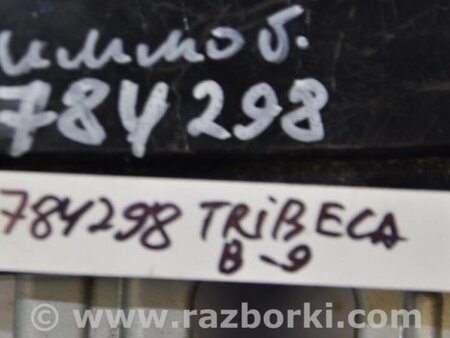 иммоб.
784298
784298 TRiBECA
B-9
© www.razborki.com